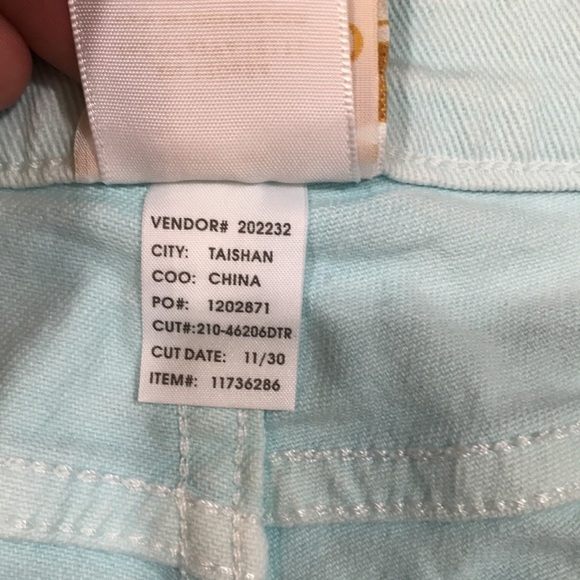 VENDOR# 202232
CITY: TAISHAN
COO: CHINA
PO#: 1202871
CUT#:210-46206DTR
CUT DATE: 11/30
ITEM#: 11736286